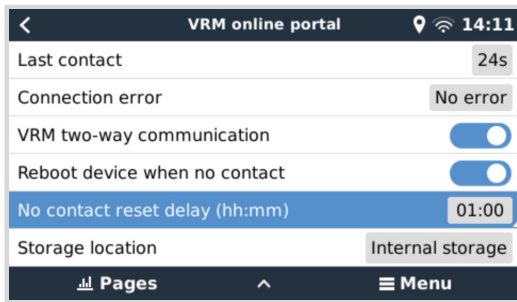 VRM online portal 14:11
Last contact 24s
Connection error No error
VRM two-way communication
Reboot device when no contact
No contact reset delay (hh:mm) 01:00
Storage location Internal storage
Pages Menu